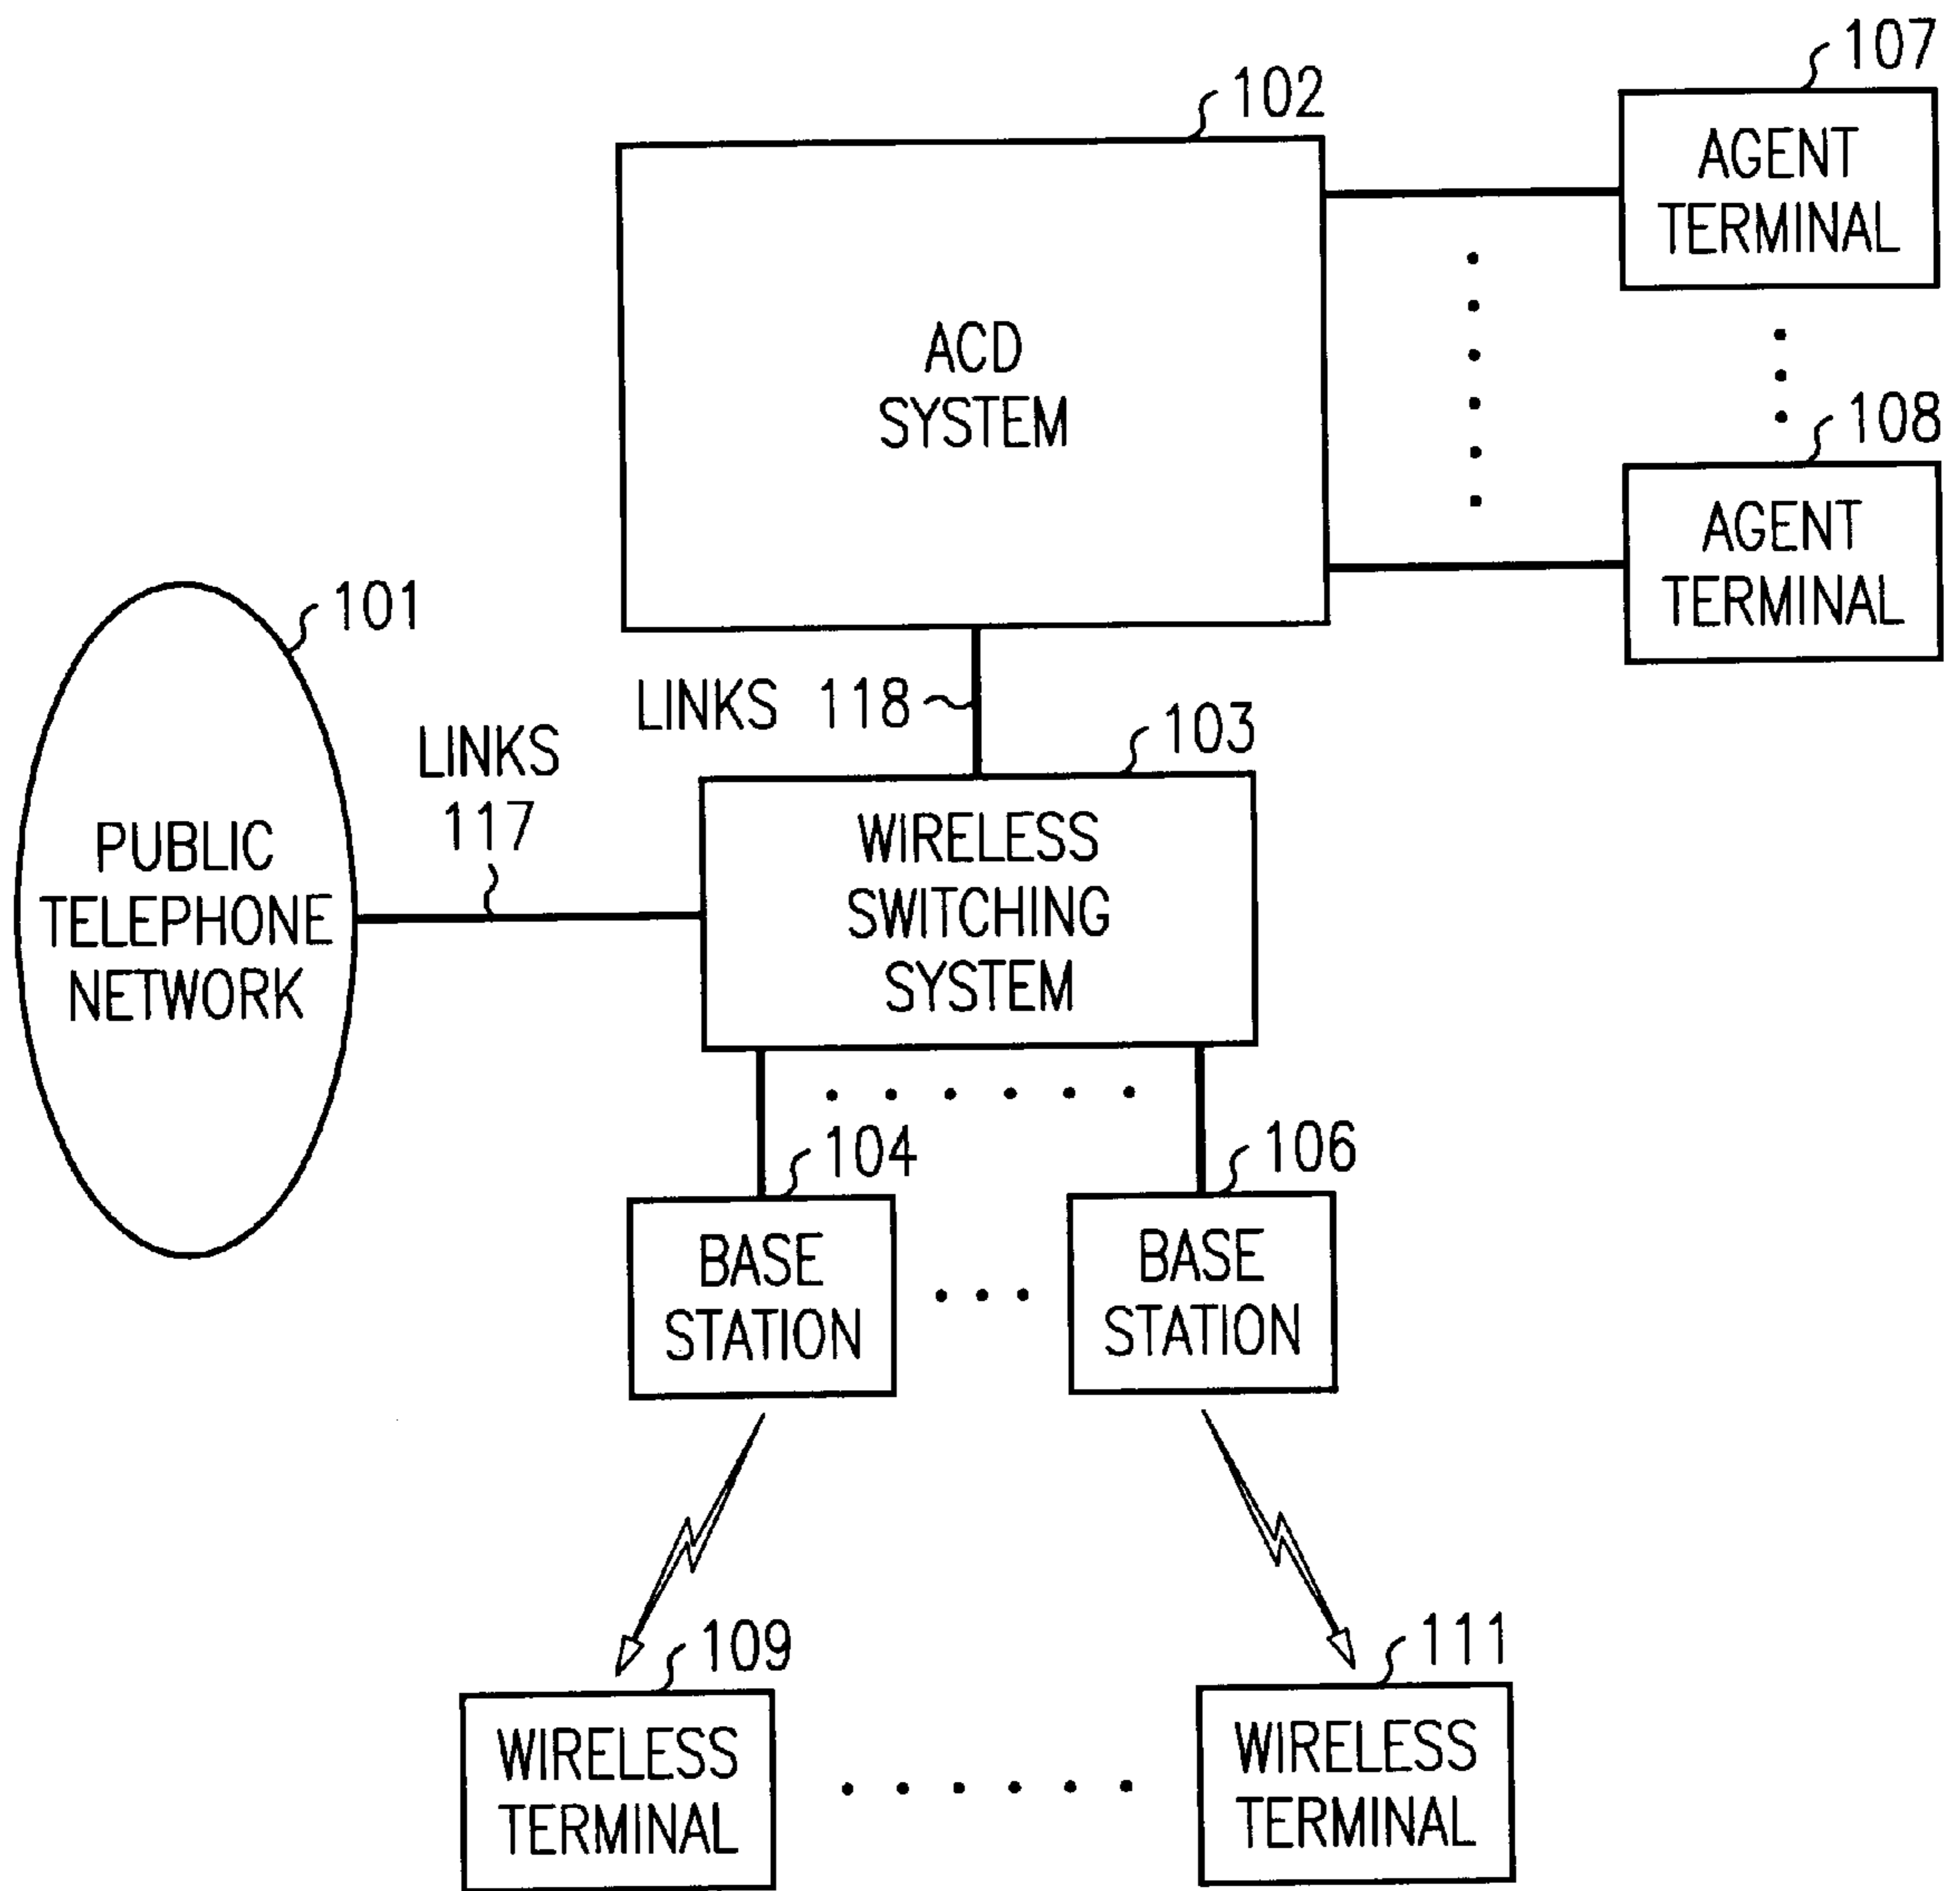 107
AGENT
TERMINAL
102
ACD
SYSTEM
108
AGENT
TERMINAL
101
PUBLIC
TELEPHONE
NETWORK
LINKS
117
LINKS 118
103
WIRELESS
SWITCHING
SYSTEM
104
BASE
STATION
106
BASE
STATION
109
WIRELESS
TERMINAL
111
WIRELESS
TERMINAL